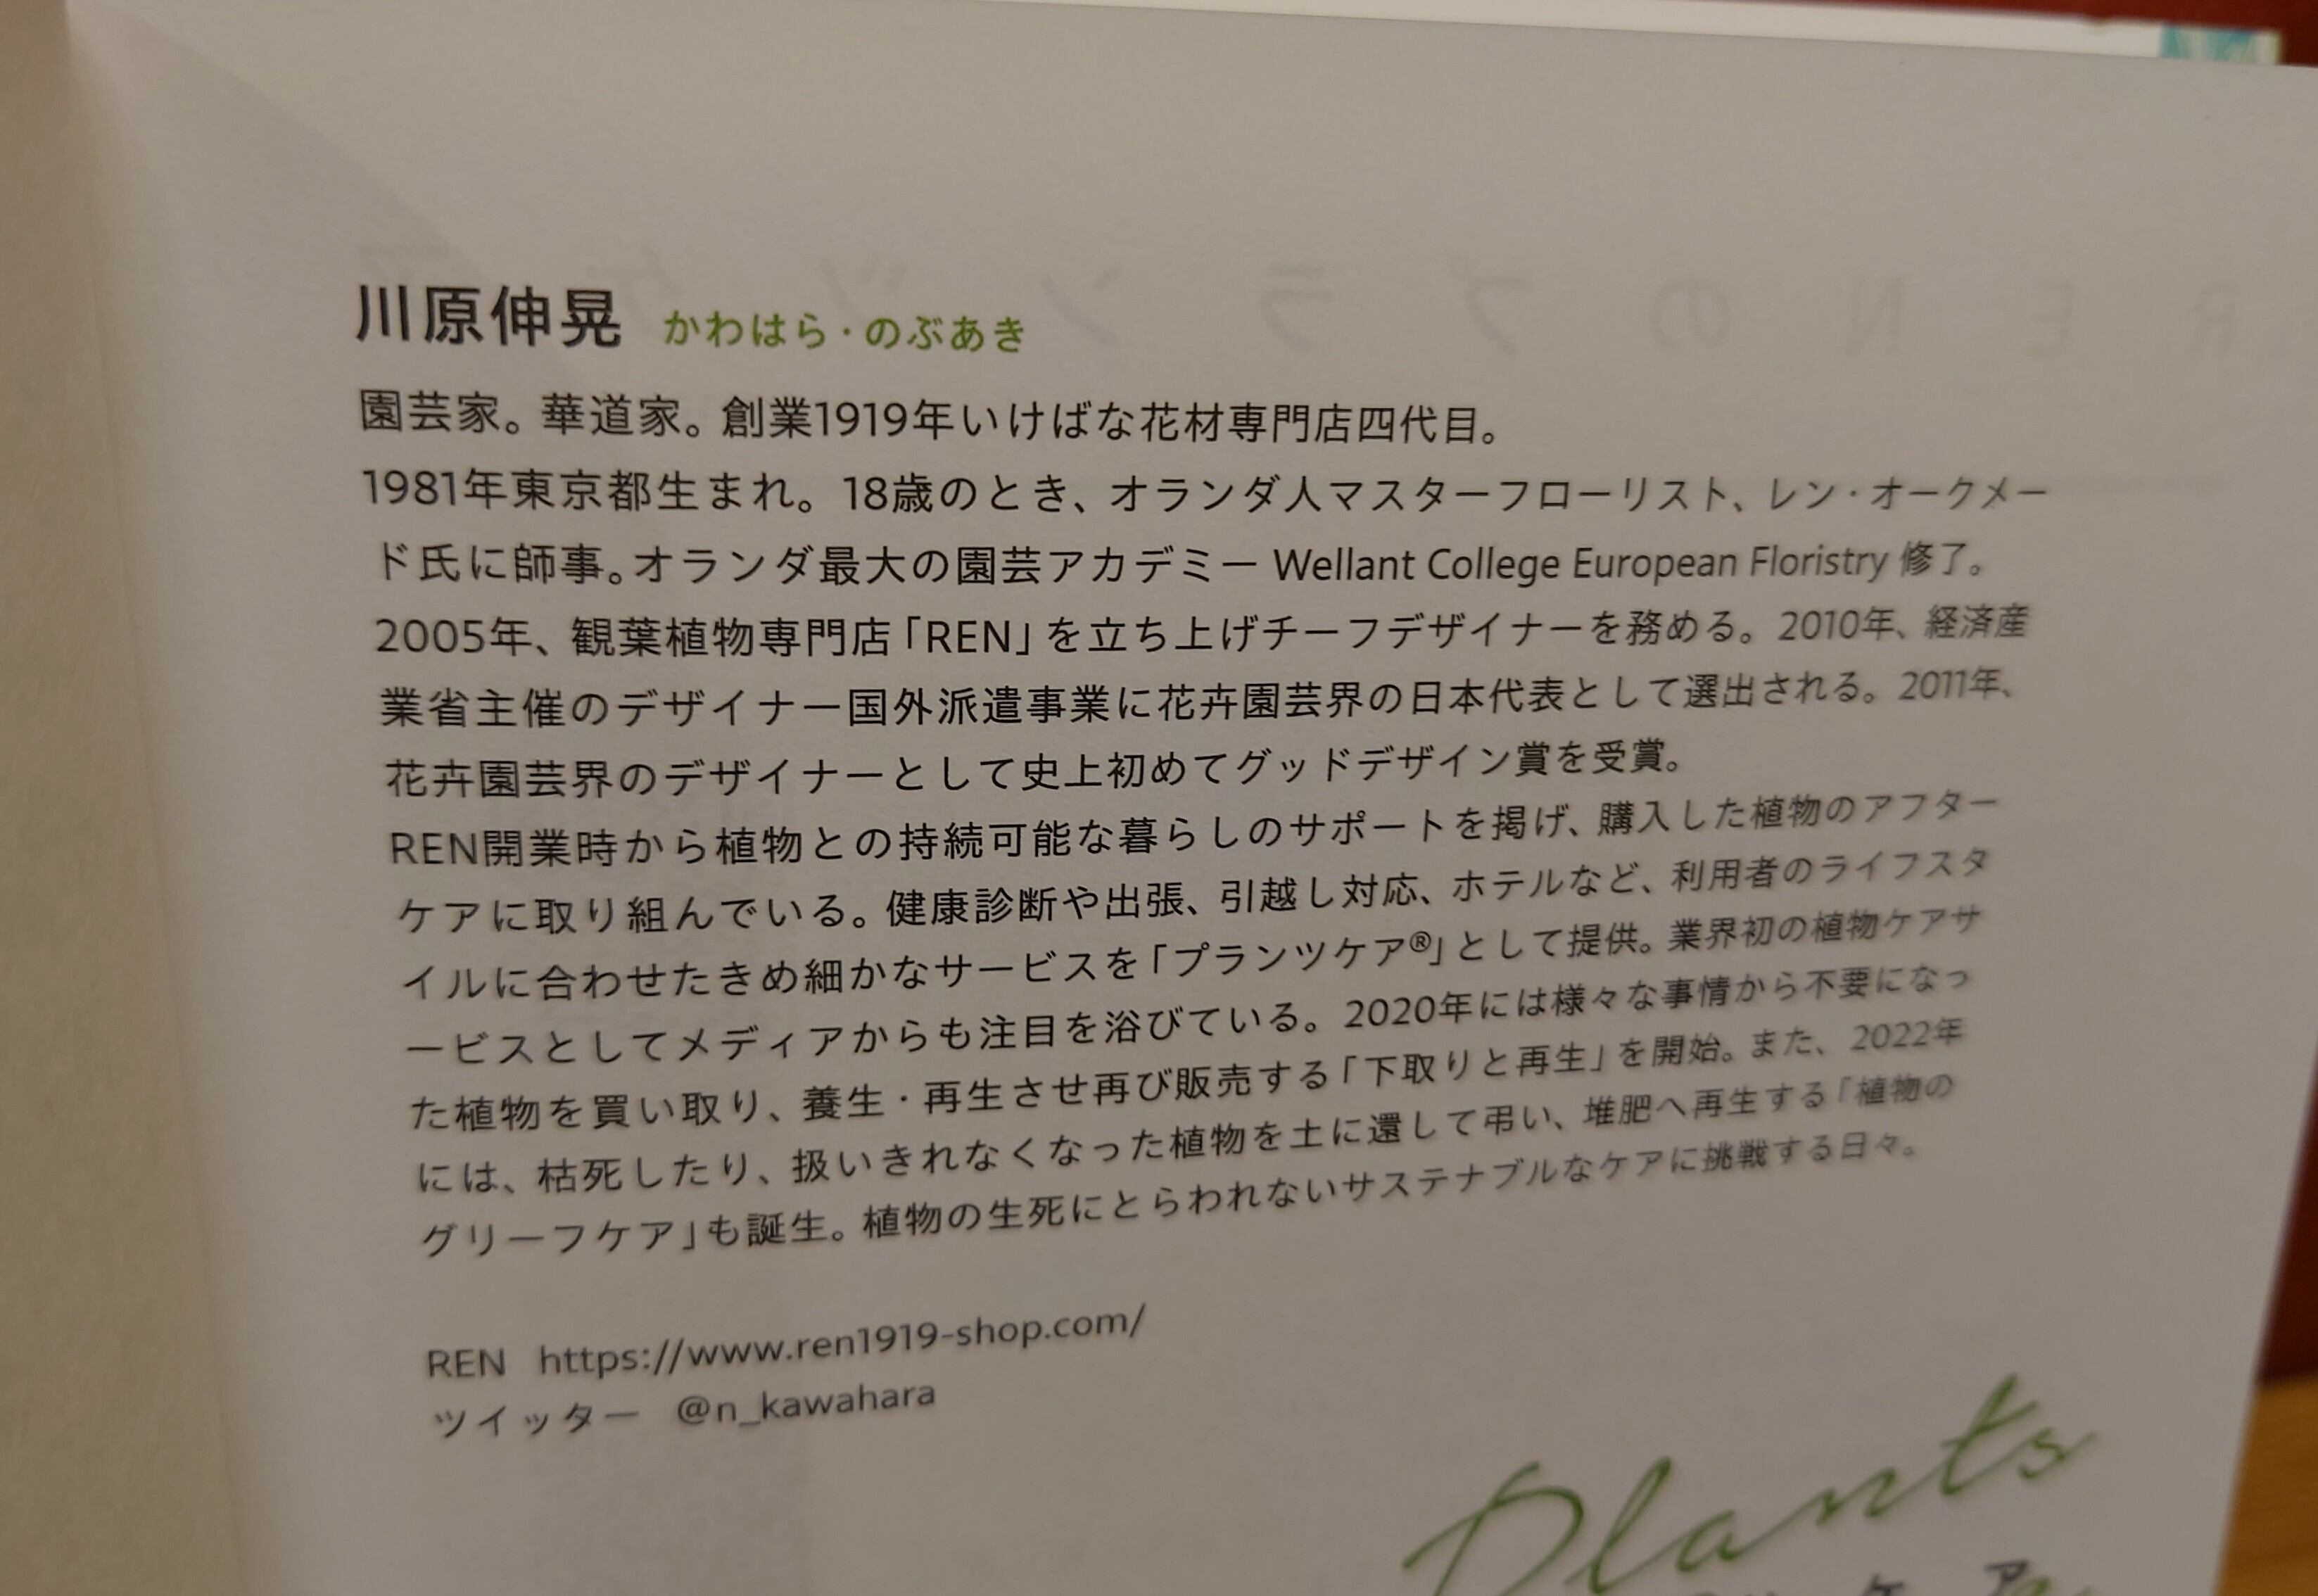 川原伸晃 かわはら・のぶあき
園芸家。華道家。創業1919年いけばな花材専門店四代目。
1981年東京都生まれ。18歳のとき、オランダ人マスターフローリスト、レン・オークメー
ド氏に師事。オランダ最大の園芸アカデミー Wellant College European Floristry 修了。
2005年、観葉植物専門店「REN」を立ち上げチーフデザイナーを務める。2010年、経済産
業省主催のデザイナー国外派遣事業に花卉園芸界の日本代表として選出される。2011年、
花卉園芸界のデザイナーとして史上初めてグッドデザイン賞を受賞。
REN開業時から植物との持続可能な暮らしのサポートを掲げ、購入した植物のアフター
ケアに取り組んでいる。健康診断や出張、引越し対応、ホテルなど、利用者のライフスタ
イルに合わせたきめ細かなサービスを「プランツケア®」として提供。業界初の植物ケアサ
ービスとしてメディアからも注目を浴びている。2020年には様々な事情から不要になっ
た植物を買い取り、養生・再生させ再び販売する「下取りと再生」を開始。また、2022年
には、枯死したり、扱いきれなくなった植物を土に還して弔い、堆肥へ再生する「植物の
グリーフケア」も誕生。植物の生死にとらわれないサステナブルなケアに挑戦する日々。
REN https://www.ren1919-shop.com/
ツイッター @n_kawahara
Plants